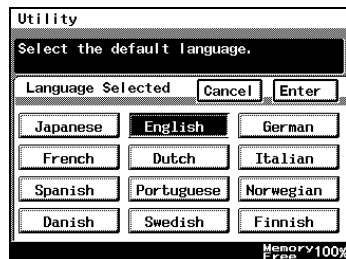 Utility
Select the default language.
Language Selected Cancel Enter
Japanese English German
French Dutch Italian
Spanish Portuguese Norwegian
Danish Swedish Finnish
Memory 100%
Free